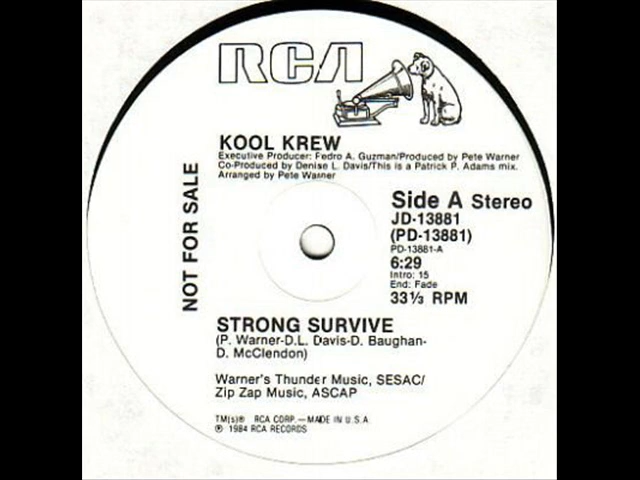 RCA
KOOL KREW
Executive Producer: Fedro A. Guzman/Produced by Pete Warner
Co-Produced by Denise L. Davis/This is a Patrick P. Adams mix.
Arranged by Pete Warner
NOT FOR SALE
Side A Stereo
JD-13881
(PD-13881)
PD-13881-A
6:29
Intro: 15
End: Fade
33⅓ RPM
STRONG SURVIVE
(P. Warner-D.L. Davis-D. Baughan-
D. McClendon)
Warner's Thunder Music, SESAC/
Zip Zap Music, ASCAP
TM(s)® RCA CORP.—MADE IN U.S.A.
℗ 1984 RCA RECORDS